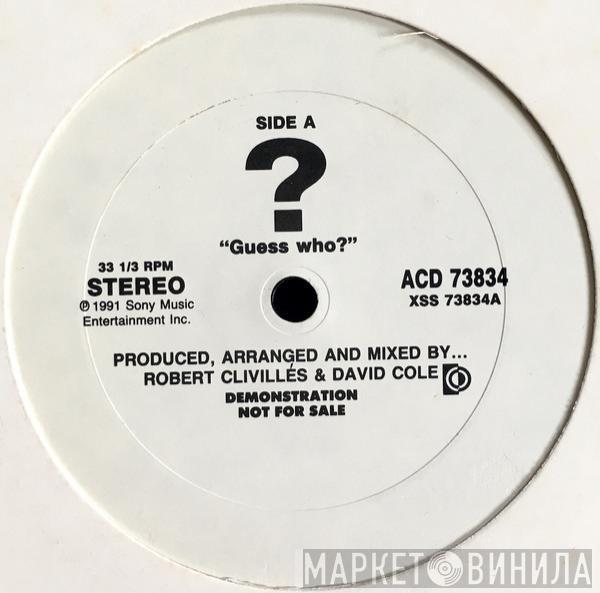 SIDE A
?
"Guess who?"
33 1/3 RPM
STEREO
℗ 1991 Sony Music
Entertainment Inc.
ACD 73834
XSS 73834A
PRODUCED, ARRANGED AND MIXED BY...
ROBERT CLIVILLÉS & DAVID COLE
DEMONSTRATION
NOT FOR SALE
МАРКЕТ ВИНИЛА